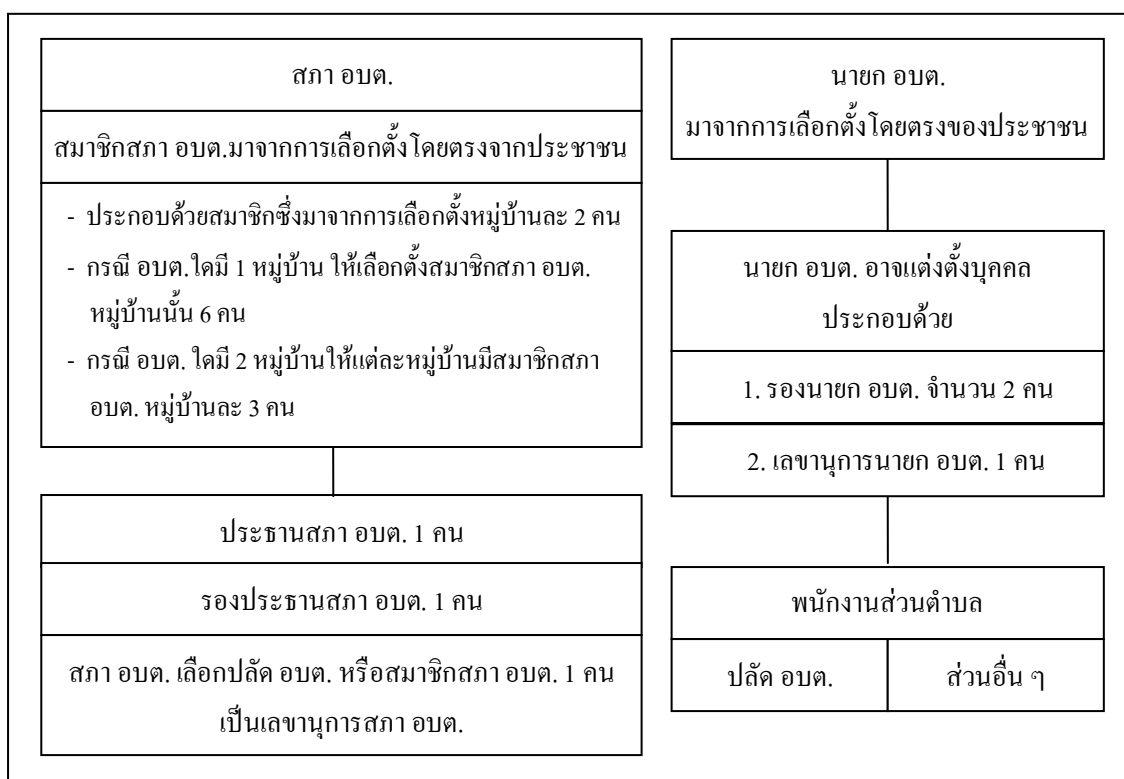 สภา อบต.
สมาชิกสภา อบต.มาจากการเลือกตั้งโดยตรงจากประชาชน
- ประกอบด้วยสมาชิกซึ่งมาจากการเลือกตั้งหมู่บ้านละ 2 คน
- กรณี อบต.ใดมี 1 หมู่บ้าน ให้เลือกตั้งสมาชิกสภา อบต.
หมู่บ้านนั้น 6 คน
- กรณี อบต. ใดมี 2 หมู่บ้านให้แต่ละหมู่บ้านมีสมาชิกสภา
อบต. หมู่บ้านละ 3 คน
ประธานสภา อบต. 1 คน
รองประธานสภา อบต. 1 คน
สภา อบต. เลือกปลัด อบต. หรือสมาชิกสภา อบต. 1 คน
เป็นเลขานุการสภา อบต.
นายก อบต.
มาจากการเลือกตั้งโดยตรงของประชาชน
นายก อบต. อาจแต่งตั้งบุคคล
ประกอบด้วย
1. รองนายก อบต. จำนวน 2 คน
2. เลขานุการนายก อบต. 1 คน
พนักงานส่วนตำบล
ปลัด อบต.
ส่วนอื่น ๆ